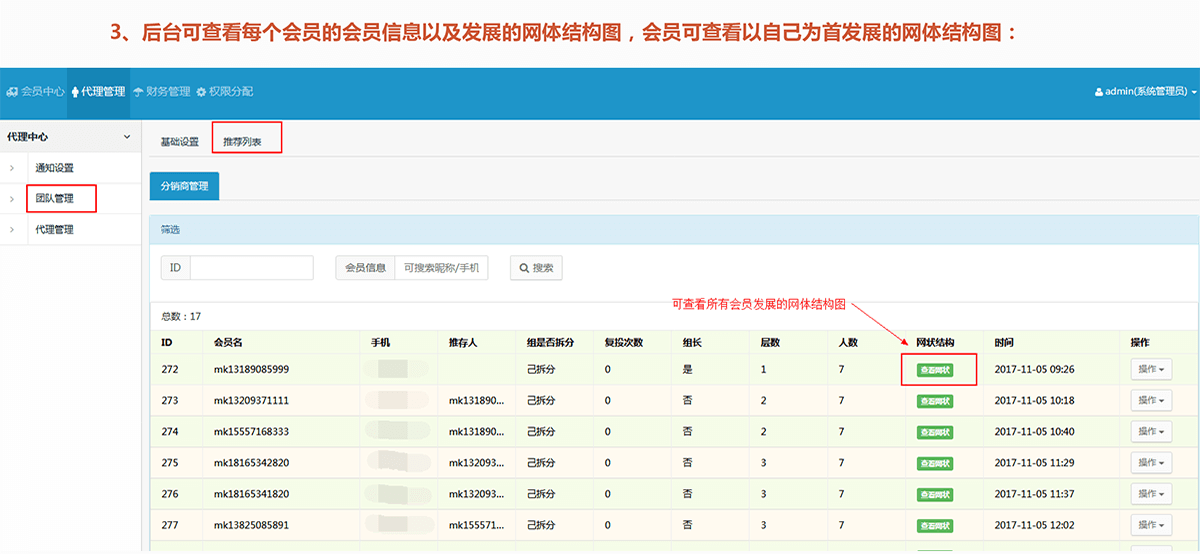 3、后台可查看每个会员的会员信息以及发展的网体结构图，会员可查看以自己为首发展的网体结构图：
会员中心 代理管理 财务管理 权限分配 admin(系统管理员)
代理中心
通知设置
团队管理
代理管理
基础设置 推荐列表
分销商管理
筛选
ID 会员信息 可搜索昵称/手机 搜索
可查看所有会员发展的网体结构图
总数：17
ID 会员名 手机 推存人 组是否拆分 复投次数 组长 层数 人数 网状结构 时间 操作
272 mk13189085999 己拆分 0 是 1 7 查看网状 2017-11-05 09:26 操作
273 mk13209371111 mk131890... 己拆分 0 否 2 7 查看网状 2017-11-05 10:18 操作
274 mk15557168333 mk131890... 己拆分 0 否 2 7 查看网状 2017-11-05 10:40 操作
275 mk18165342820 mk132093... 己拆分 0 否 3 7 查看网状 2017-11-05 11:29 操作
276 mk18165341820 mk132093... 己拆分 0 否 3 7 查看网状 2017-11-05 11:37 操作
277 mk13825085891 mk155571... 己拆分 0 否 3 7 查看网状 2017-11-05 12:02 操作